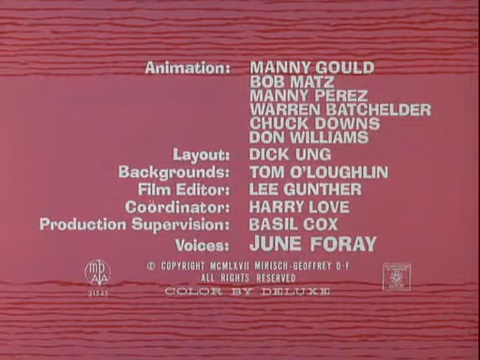 Animation: MANNY GOULD
BOB MATZ
MANNY PEREZ
WARREN BATCHELDER
CHUCK DOWNS
DON WILLIAMS
Layout: DICK UNG
Backgrounds: TOM O'LOUGHLIN
Film Editor: LEE GUNTHER
Coördinator: HARRY LOVE
Production Supervision: BASIL COX
Voices: JUNE FORAY
© COPYRIGHT MCMLXVII MIRISCH-GEOFFREY D-F
ALL RIGHTS RESERVED
COLOR BY DELUXE